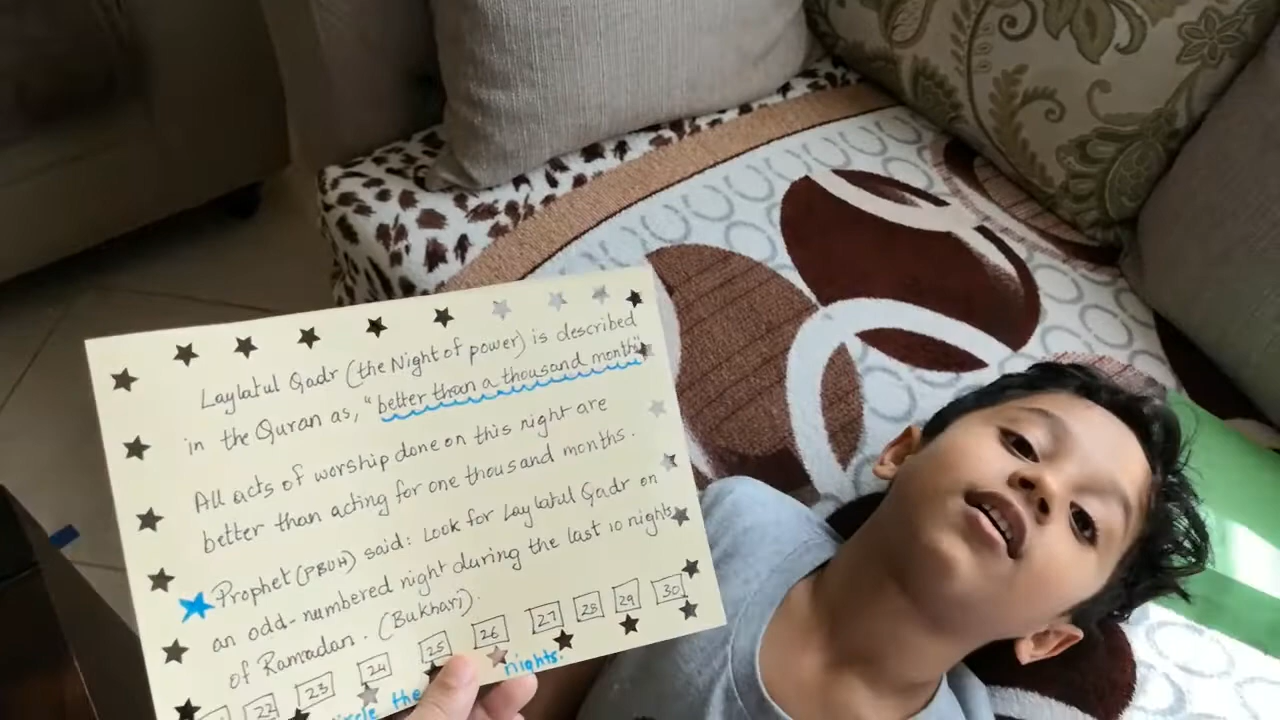 Laylatul Qadr (the Night of power) is described
in the Quran as, "better than a thousand months"
All acts of worship done on this night are
better than acting for one thousand months.
Prophet (PBUH) said: Look for Laylatul Qadr on
an odd-numbered night during the last 10 nights
of Ramadan. (Bukhari).
22 23 24 25 26 27 28 29 30
the nights.